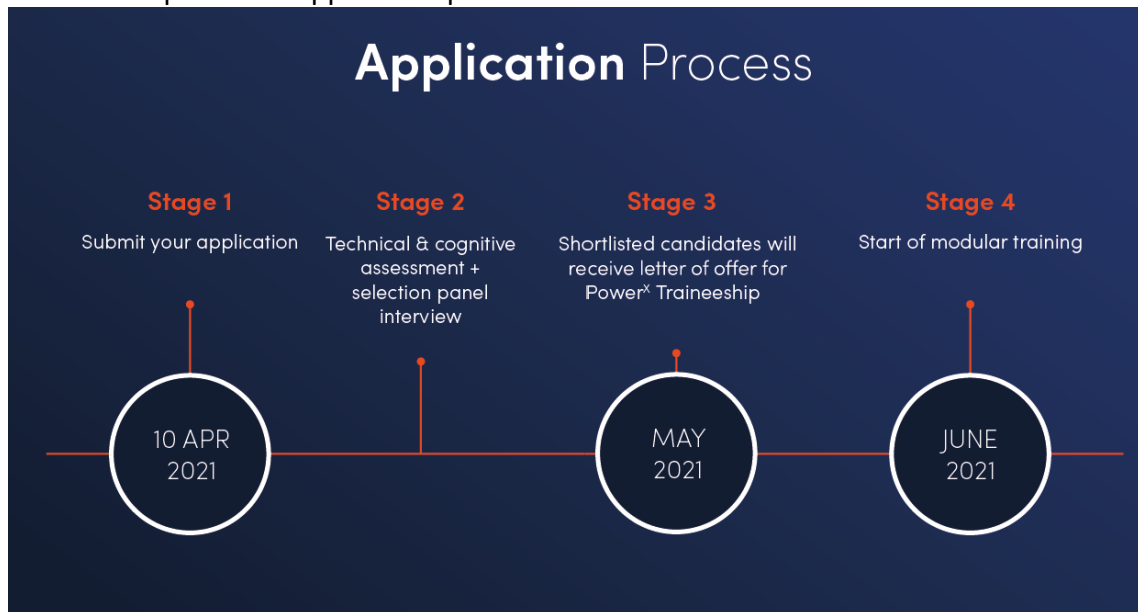 Application Process
Stage 1
Submit your application
Stage 2
Technical & cognitive
assessment +
selection panel
interview
Stage 3
Shortlisted candidates will
receive letter of offer for
Powerˣ Traineeship
Stage 4
Start of modular training
10 APR
2021
MAY
2021
JUNE
2021